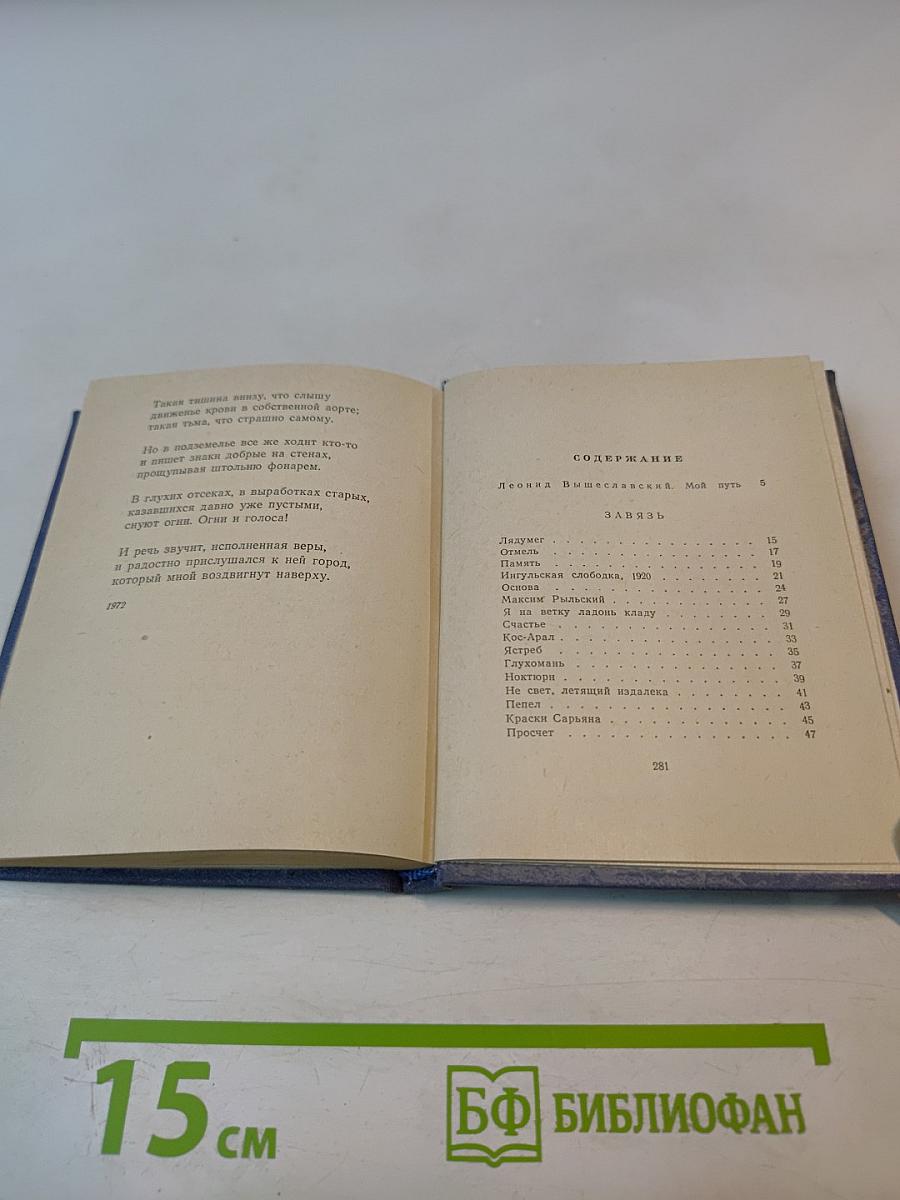 Такая тишина внизу, что слышу
движенье крови в собственной аорте;
такая тьма, что страшно самому.
Но в подземелье все же ходит кто-то
и пишет знаки добрые на стенах,
прощупывая штольню фонарем.
В глухих отсеках, в выработках старых,
казавшихся давно уже пустыми,
снуют огни. Огни и голоса!
И речь звучит, исполненная веры,
и радостно прислушался к ней город,
который мной воздвигнут наверху.
1972
СОДЕРЖАНИЕ
Леонид Вышеславский. Мой путь 5
ЗАВЯЗЬ
Лядумег . . . . . . . . . . . . . . . 15
Отмель . . . . . . . . . . . . . . . 17
Память . . . . . . . . . . . . . . . 19
Ингульская слободка, 1920 . . . . . . . . 21
Основа . . . . . . . . . . . . . . . 24
Максим Рыльский . . . . . . . . . . . 27
Я на ветку ладонь кладу . . . . . . . . 29
Счастье . . . . . . . . . . . . . . . 31
Кос-Арал . . . . . . . . . . . . . . . 33
Ястреб . . . . . . . . . . . . . . . 35
Глухомань . . . . . . . . . . . . . . 37
Ноктюрн . . . . . . . . . . . . . . . 39
Не свет, летящий издалека . . . . . . . . 41
Пепел . . . . . . . . . . . . . . . 43
Краски Сарьяна . . . . . . . . . . . . 45
Просчет . . . . . . . . . . . . . . . 47
281
15 см
БФ БИБЛИОФАН